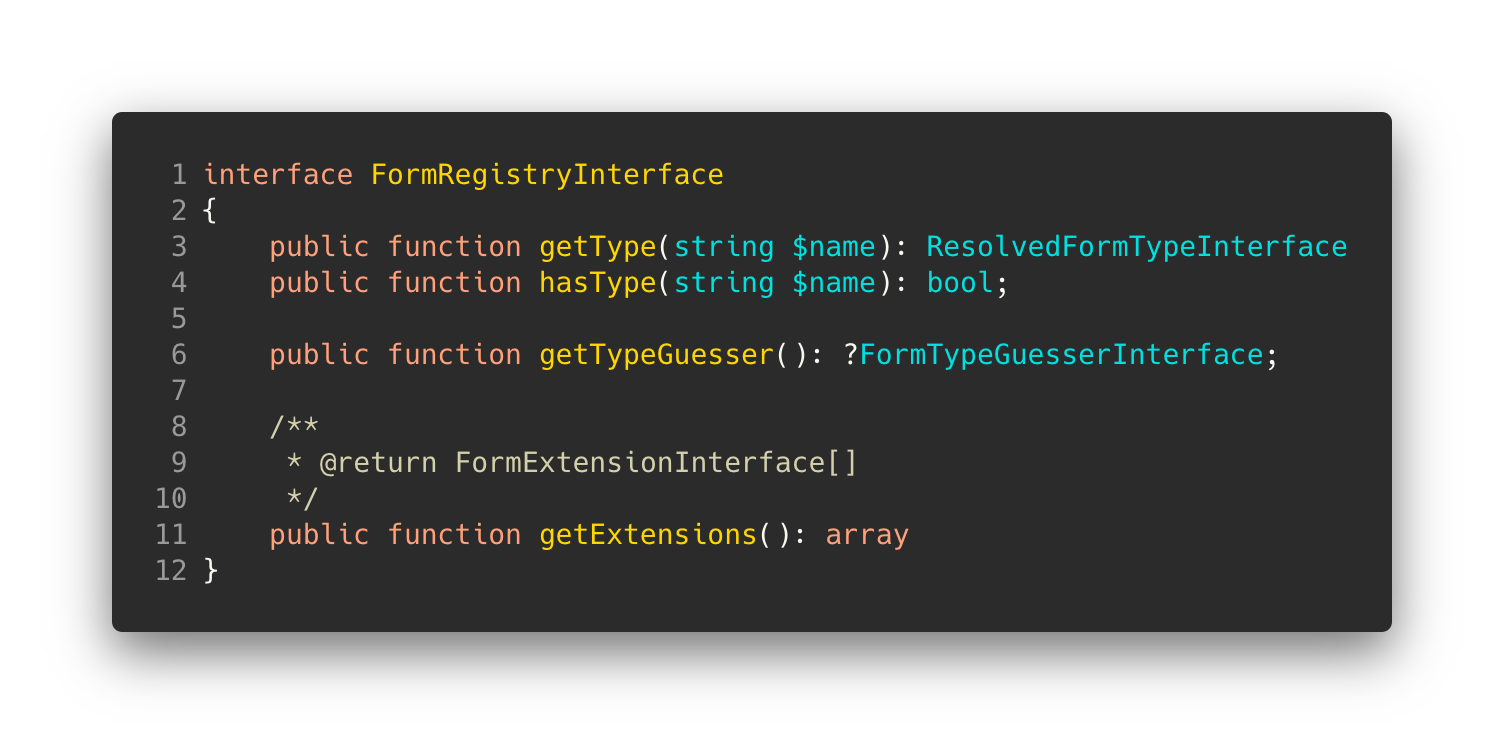 1 interface FormRegistryInterface
2 {
3     public function getType(string $name): ResolvedFormTypeInterface
4     public function hasType(string $name): bool;
5
6     public function getTypeGuesser(): ?FormTypeGuesserInterface;
7
8     /**
9      * @return FormExtensionInterface[]
10      */
11     public function getExtensions(): array
12 }